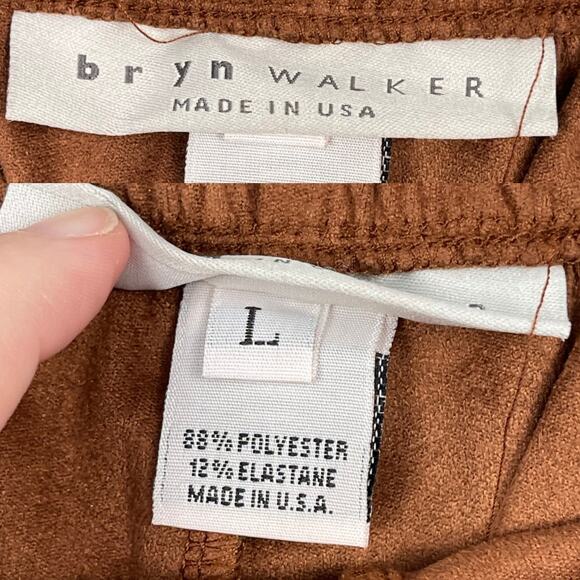 bryn WALKER
MADE IN USA
L
88% POLYESTER
12% ELASTANE
MADE IN U.S.A.